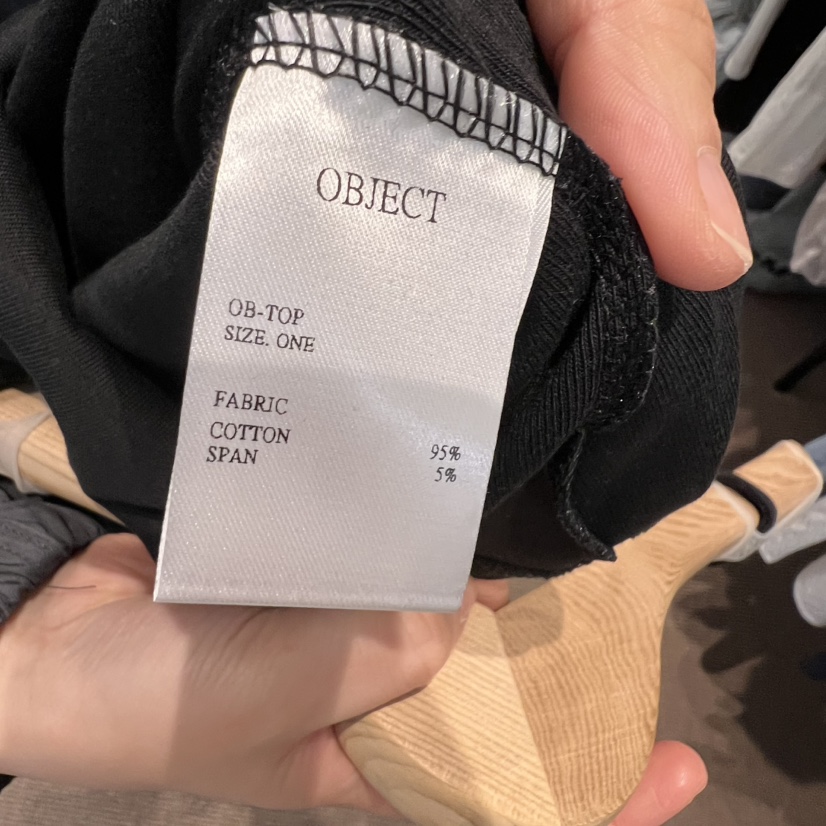 OBJECT
OB-TOP
SIZE. ONE
FABRIC
COTTON 95%
SPAN 5%